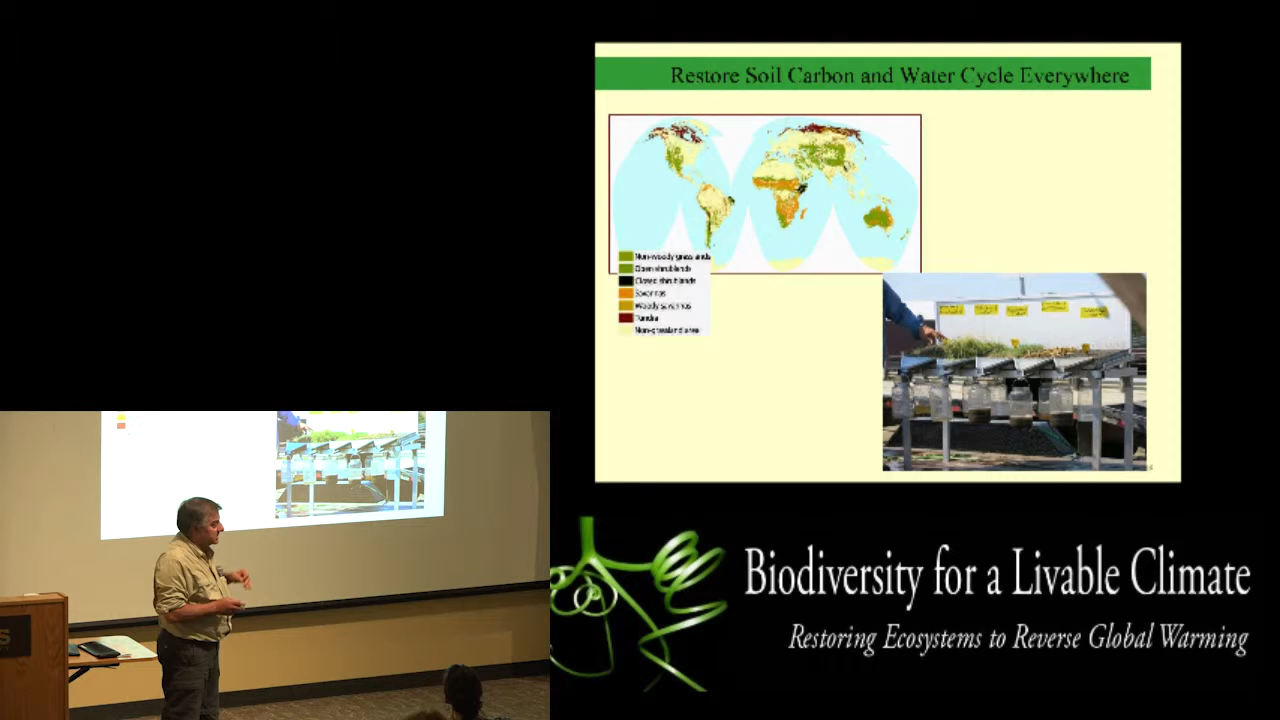 Restore Soil Carbon and Water Cycle Everywhere
Non-woody grasslands
Open shrublands
Closed shrublands
Savannas
Woody savannas
Tundra
Non-grassland area
Biodiversity for a Livable Climate
Restoring Ecosystems to Reverse Global Warming